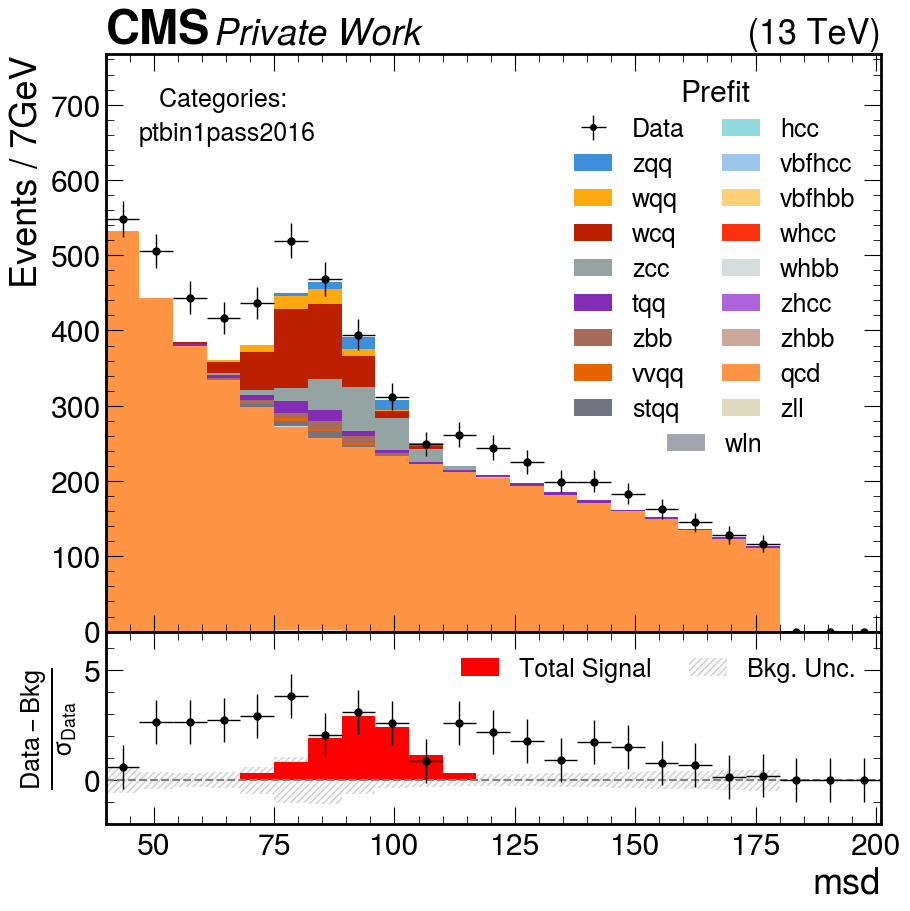 CMS Private Work (13 TeV)
Events / 7GeV
Categories:
ptbin1pass2016
Prefit
Data
zqq
wqq
wcq
zcc
tqq
zbb
vvqq
stqq
hcc
vbfhcc
vbfhbb
whcc
whbb
zhcc
zhbb
qcd
zll
wln
700
600
500
400
300
200
100
0
Total Signal
Bkg. Unc.
Data – Bkg
σData
5
0
50 75 100 125 150 175 200
msd